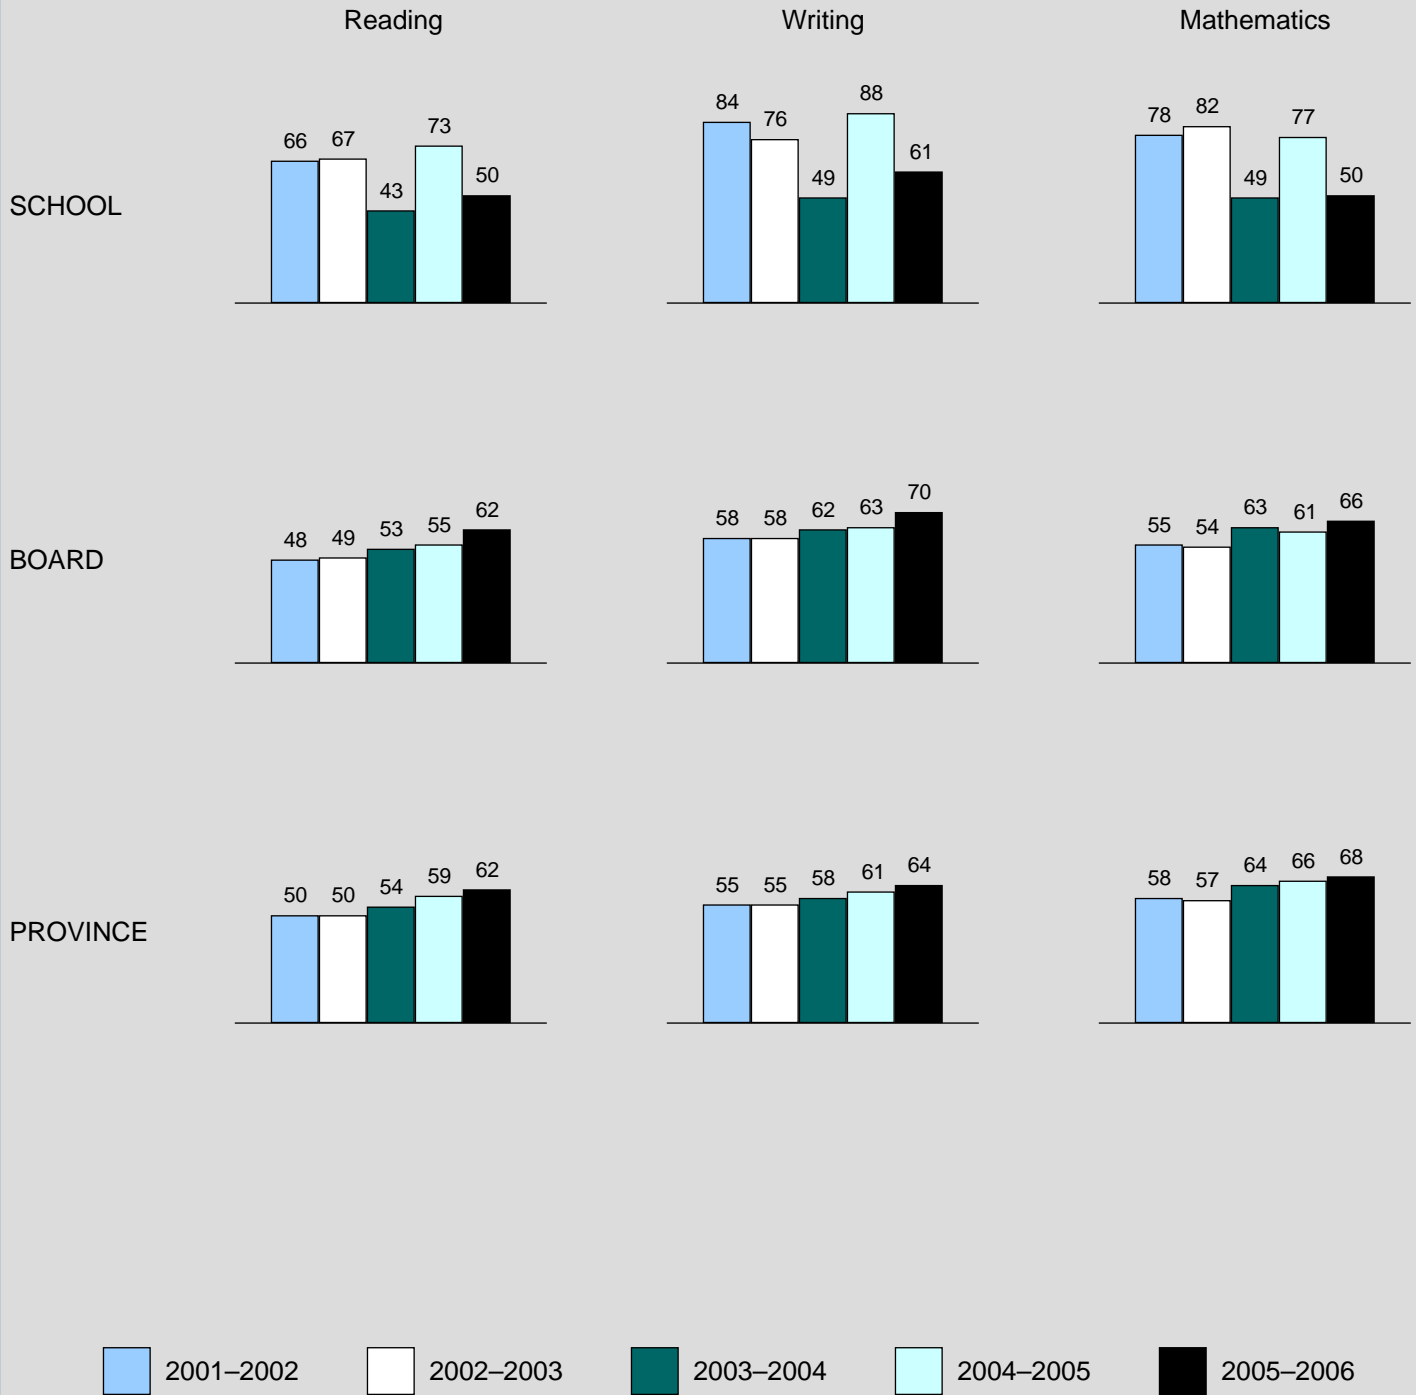 Reading Writing Mathematics
SCHOOL
66 67 43 73 50
84 76 49 88 61
78 82 49 77 50
BOARD
48 49 53 55 62
58 58 62 63 70
55 54 63 61 66
PROVINCE
50 50 54 59 62
55 55 58 61 64
58 57 64 66 68
2001–2002 2002–2003 2003–2004 2004–2005 2005–2006